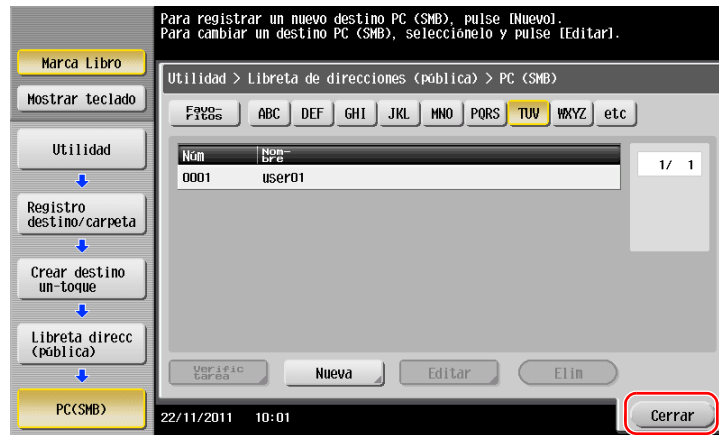 Para registrar un nuevo destino PC (SMB), pulse [Nuevo].
Para cambiar un destino PC (SMB), selecciónelo y pulse [Editar].
Marca Libro
Mostrar teclado
Utilidad
Registro
destino/carpeta
Crear destino
un-toque
Libreta direcc
(pública)
PC(SMB)
Utilidad > Libreta de direcciones (pública) > PC (SMB)
Favo-
ritos
ABC DEF GHI JKL MNO PQRS TUV WXYZ etc
Núm Nom-
bre
0001 user01
1/ 1
Verific
tarea
Nueva Editar Elim
22/11/2011 10:01
Cerrar